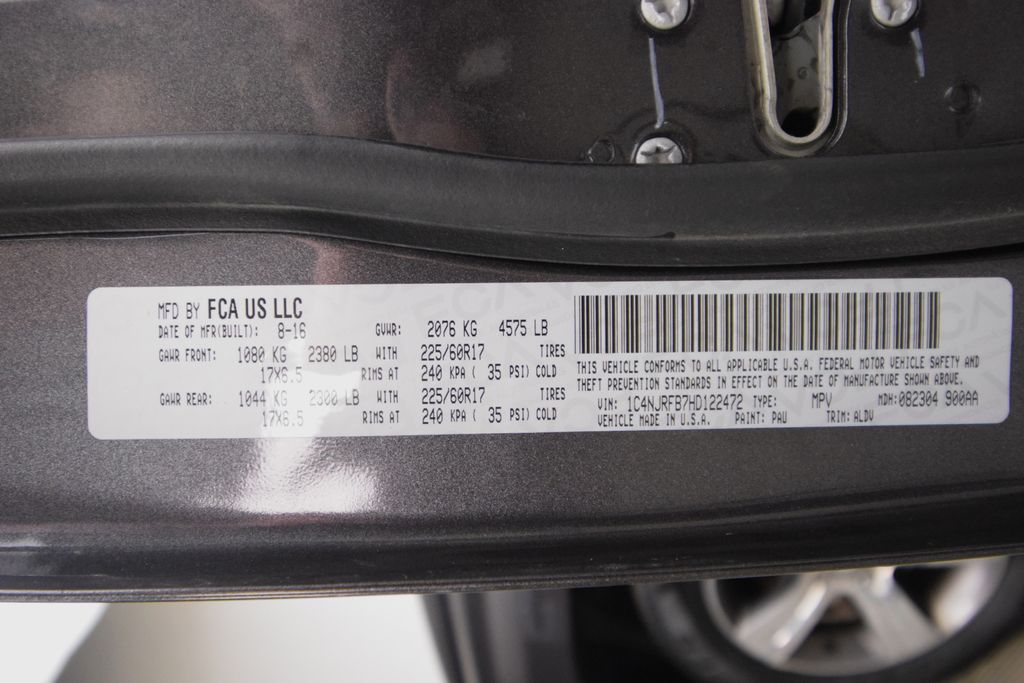 MFD BY FCA US LLC
DATE OF MFR(BUILT): 8-16 GVWR: 2076 KG 4575 LB
GAWR FRONT: 1080 KG 2380 LB WITH 225/60R17 TIRES
17X6.5 RIMS AT 240 KPA ( 35 PSI) COLD
GAWR REAR: 1044 KG 2300 LB WITH 225/60R17 TIRES
17X6.5 RIMS AT 240 KPA ( 35 PSI) COLD
THIS VEHICLE CONFORMS TO ALL APPLICABLE U.S.A. FEDERAL MOTOR VEHICLE SAFETY AND
THEFT PREVENTION STANDARDS IN EFFECT ON THE DATE OF MANUFACTURE SHOWN ABOVE.
VIN: 1C4NJRFB7HD122472 TYPE: MPV MDH: 082304 900AA
VEHICLE MADE IN U.S.A. PAINT: PAU TRIM: ALDV